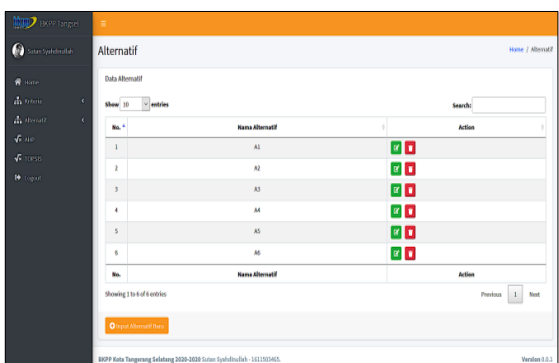 BKPP Tangsel
Sutan Syahdinullah
Home
Kriteria
Alternatif
AHP
TOPSIS
Logout
Alternatif
Home / Alternatif
Data Alternatif
Show 10 entries
Search:
No. Nama Alternatif Action
1 A1
2 A2
3 A3
4 A4
5 A5
6 A6
No. Nama Alternatif Action
Showing 1 to 6 of 6 entries
Previous 1 Next
Input Alternatif Baru
BKPP Kota Tangerang Selatang 2020-2020 Sutan Syahdinullah - 1611503465.
Version 0.0.1